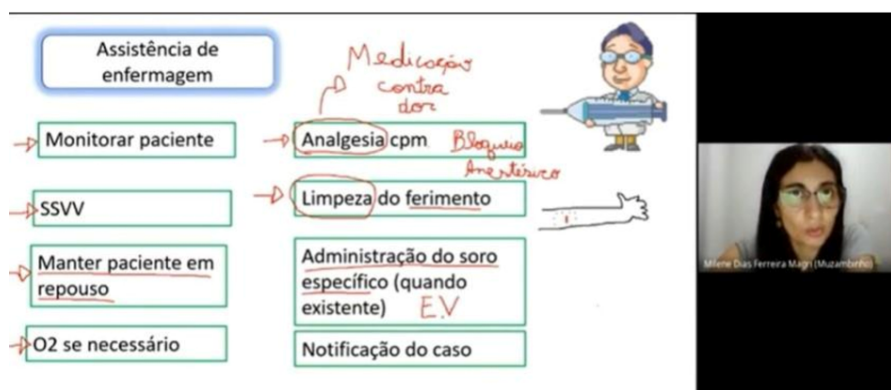 Assistência de
enfermagem
Medicação
contra
dor
Monitorar paciente
Analgesia cpm
Bloqueio
Anestésico
SSVV
Limpeza do ferimento
Manter paciente em
repouso
Administração do soro
específico (quando
existente) E.V
O2 se necessário
Notificação do caso
Milene Dias Ferreira Magri (Muzambinho)